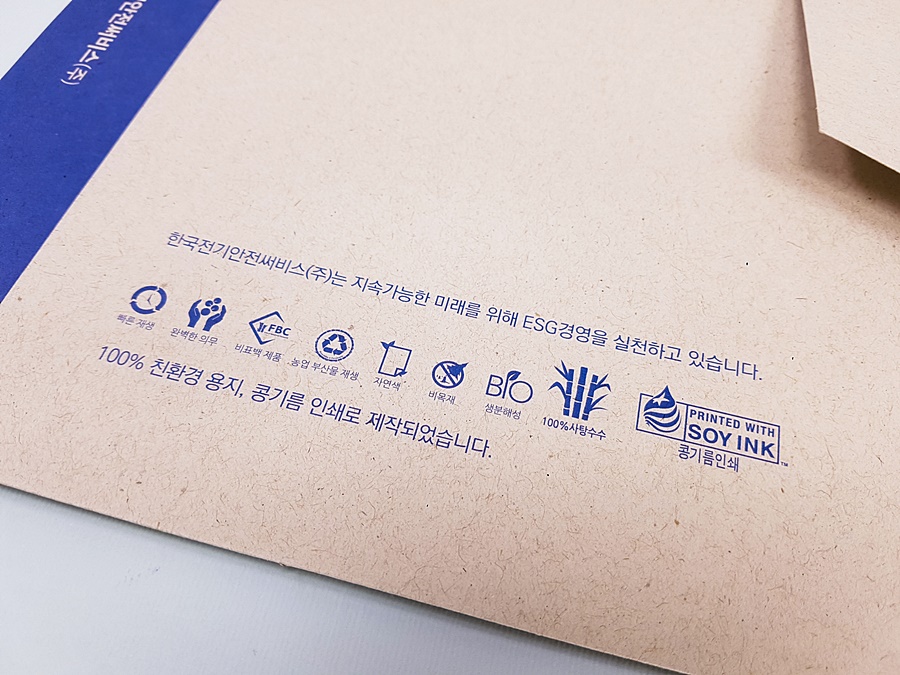 안전써비스(주)
한국전기안전써비스(주)는 지속가능한 미래를 위해 ESG경영을 실천하고 있습니다.
빠른 재생
완벽한 의무
FBC
비표백 제품
농업 부산물 재생
자연색
비목재
BIO
생분해성
100%사탕수수
PRINTED WITH
SOY INK
TM
콩기름인쇄
100% 친환경 용지, 콩기름 인쇄로 제작되었습니다.